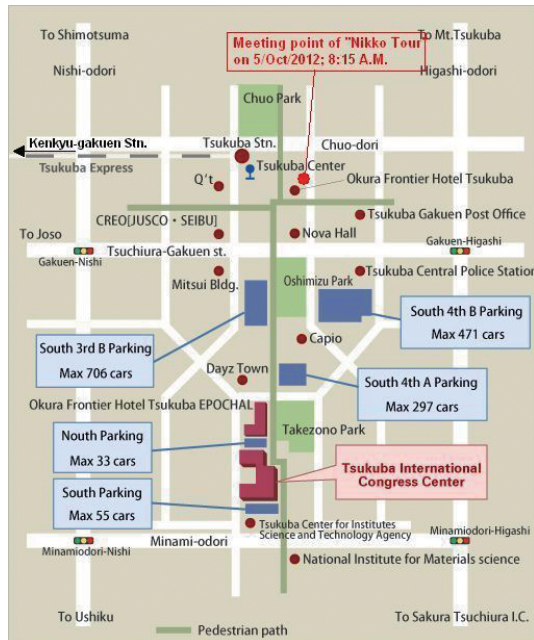 To Shimotsuma
To Mt.Tsukuba
Meeting point of "Nikko Tour
on 5/Oct/2012; 8:15 A.M.
Nishi-odori
Higashi-odori
Chuo Park
Kenkyu-gakuen Stn.
Tsukuba Stn.
Chuo-dori
Tsukuba Express
Tsukuba Center
Q't
Okura Frontier Hotel Tsukuba
CREO[JUSCO・SEIBU]
Tsukuba Gakuen Post Office
To Joso
Nova Hall
Tsuchiura-Gakuen st.
Gakuen-Nishi
Gakuen-Higashi
Mitsui Bldg.
Oshimizu Park
Tsukuba Central Police Station
South 4th B Parking
Max 471 cars
South 3rd B Parking
Max 706 cars
Capio
Dayz Town
South 4th A Parking
Max 297 cars
Okura Frontier Hotel Tsukuba EPOCHAL
Takezono Park
Nouth Parking
Max 33 cars
Tsukuba International
Congress Center
South Parking
Max 55 cars
Tsukuba Center for Institutes
Science and Technology Agency
Minami-odori
Minamiodori-Nishi
Minamiodori-Higashi
National Institute for Materials science
To Ushiku
To Sakura Tsuchiura I.C.
Pedestrian path